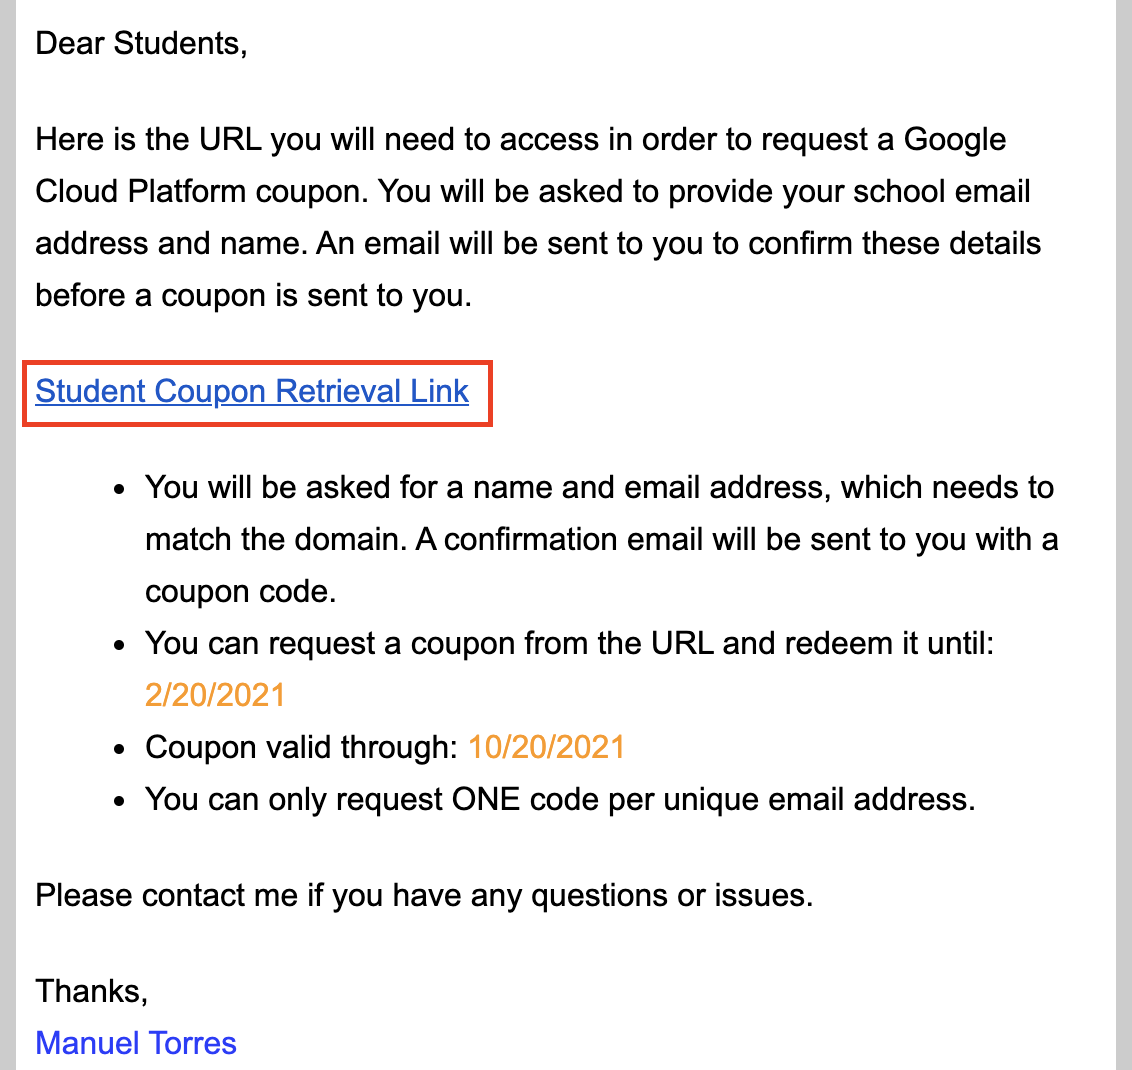 Dear Students,
Here is the URL you will need to access in order to request a Google
Cloud Platform coupon. You will be asked to provide your school email
address and name. An email will be sent to you to confirm these details
before a coupon is sent to you.
Student Coupon Retrieval Link
• You will be asked for a name and email address, which needs to
match the domain. A confirmation email will be sent to you with a
coupon code.
• You can request a coupon from the URL and redeem it until:
2/20/2021
• Coupon valid through: 10/20/2021
• You can only request ONE code per unique email address.
Please contact me if you have any questions or issues.
Thanks,
Manuel Torres